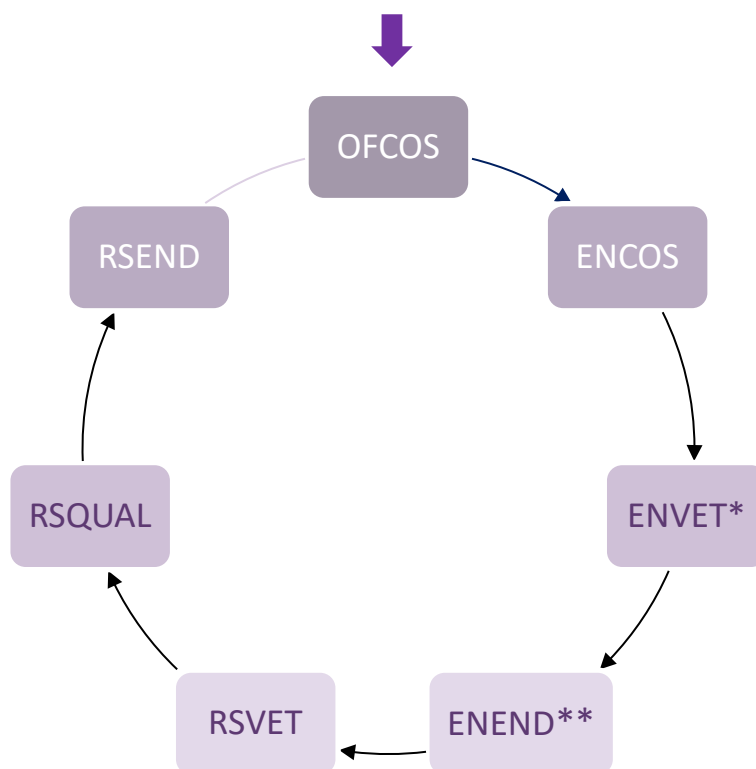 OFCOS
ENCOS
ENVET*
ENEND**
RSVET
RSQUAL
RSEND